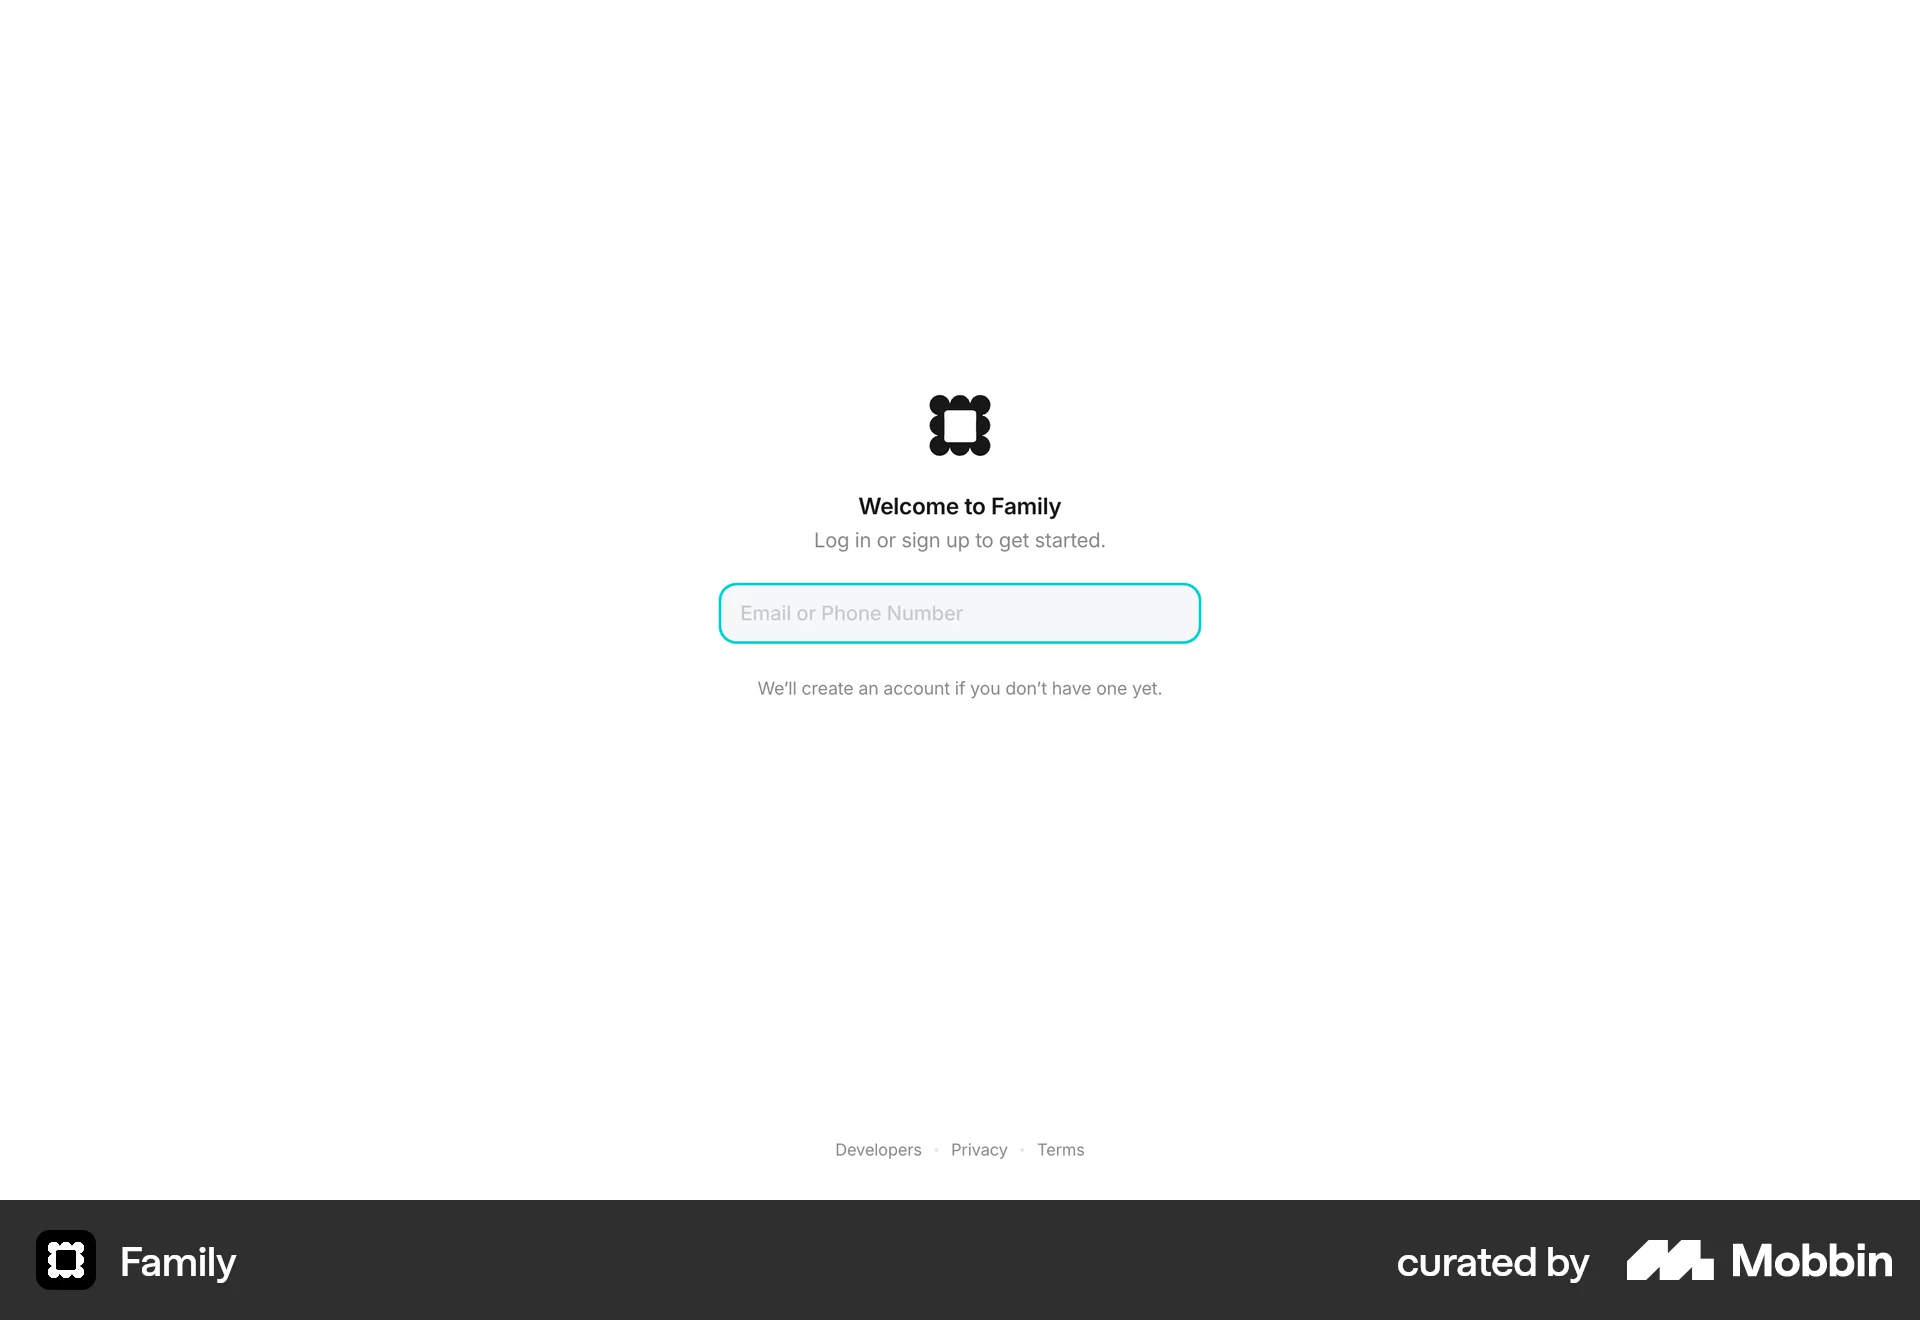 Welcome to Family
Log in or sign up to get started.
Email or Phone Number
We’ll create an account if you don’t have one yet.
Developers • Privacy • Terms
Family
curated by Mobbin